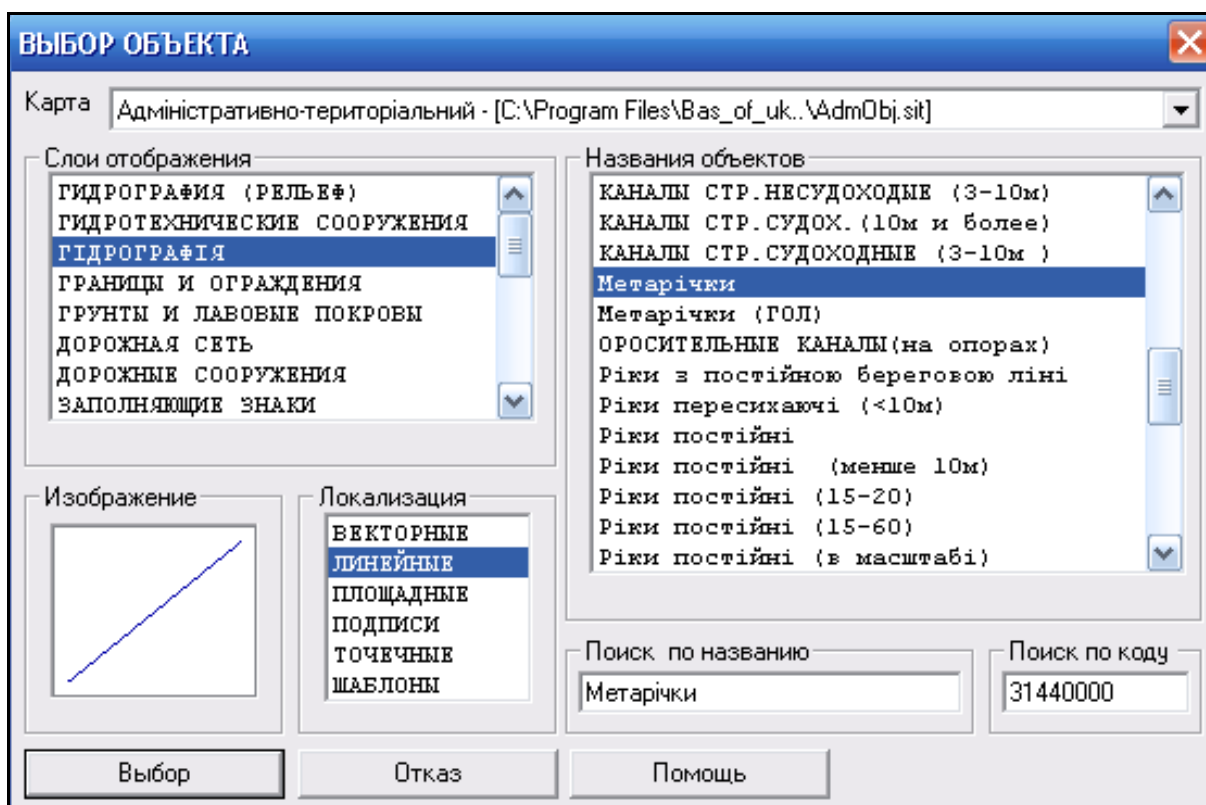 ВЫБОР ОБЪЕКТА
Карта
Адміністративно-територіальний - [C:\Program Files\Bas_of_uk..\AdmObj.sit]
Слои отображения
ГИДРОГРАФИЯ (РЕЛЬЕФ)
ГИДРОТЕХНИЧЕСКИЕ СООРУЖЕНИЯ
ГІДРОГРАФІЯ
ГРАНИЦЫ И ОГРАЖДЕНИЯ
ГРУНТЫ И ЛАВОВЫЕ ПОКРОВЫ
ДОРОЖНАЯ СЕТЬ
ДОРОЖНЫЕ СООРУЖЕНИЯ
ЗАПОЛНЯЮЩИЕ ЗНАКИ
Названия объектов
КАНАЛЫ СТР.НЕСУДОХОДЫЕ (3-10м)
КАНАЛЫ СТР.СУДОХ.(10м и более)
КАНАЛЫ СТР.СУДОХОДНЫЕ (3-10м )
Метарічки
Метарічки (ГОЛ)
ОРОСИТЕЛЬНЫЕ КАНАЛЫ(на опорах)
Ріки з постійною береговою ліні
Ріки пересихаючі (<10м)
Ріки постійні
Ріки постійні (менше 10м)
Ріки постійні (15-20)
Ріки постійні (15-60)
Ріки постійні (в масштабі)
Изображение
Локализация
ВЕКТОРНЫЕ
ЛИНЕЙНЫЕ
ПЛОЩАДНЫЕ
ПОДПИСИ
ТОЧЕЧНЫЕ
ШАБЛОНЫ
Поиск по названию
Метарічки
Поиск по коду
31440000
Выбор
Отказ
Помощь